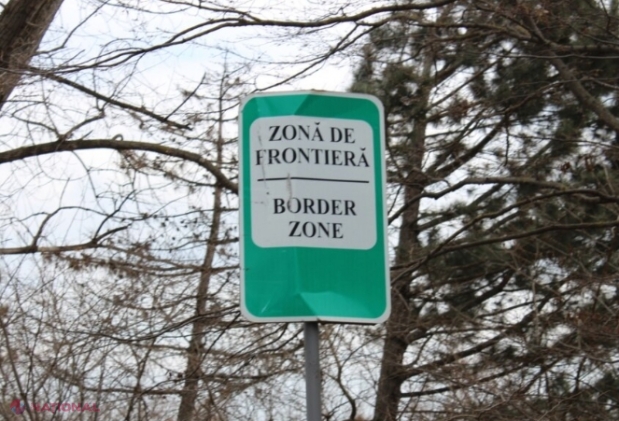 ZONĂ DE
FRONTIERĂ
BORDER
ZONE